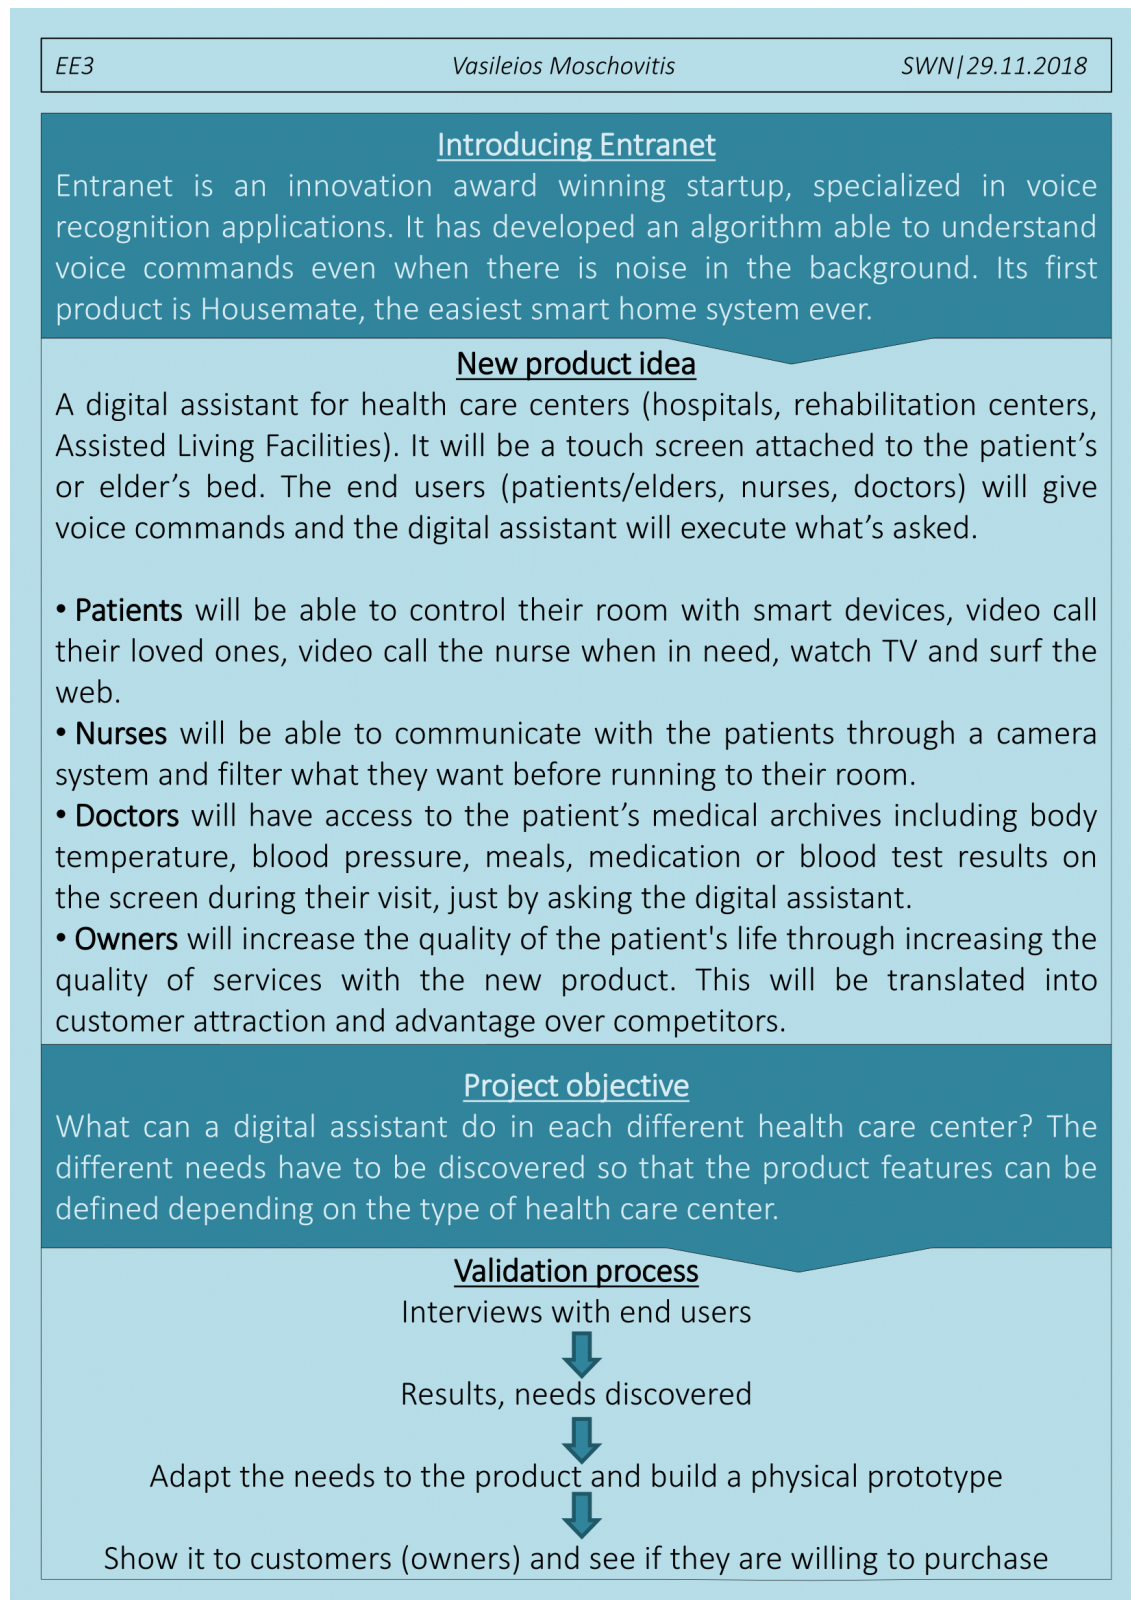 EE3 Vasileios Moschovitis SWN|29.11.2018
Introducing Entranet
Entranet is an innovation award winning startup, specialized in voice
recognition applications. It has developed an algorithm able to understand
voice commands even when there is noise in the background. Its first
product is Housemate, the easiest smart home system ever.
New product idea
A digital assistant for health care centers (hospitals, rehabilitation centers,
Assisted Living Facilities). It will be a touch screen attached to the patient’s
or elder’s bed. The end users (patients/elders, nurses, doctors) will give
voice commands and the digital assistant will execute what’s asked.
• Patients will be able to control their room with smart devices, video call
their loved ones, video call the nurse when in need, watch TV and surf the
web.
• Nurses will be able to communicate with the patients through a camera
system and filter what they want before running to their room.
• Doctors will have access to the patient’s medical archives including body
temperature, blood pressure, meals, medication or blood test results on
the screen during their visit, just by asking the digital assistant.
• Owners will increase the quality of the patient's life through increasing the
quality of services with the new product. This will be translated into
customer attraction and advantage over competitors.
Project objective
What can a digital assistant do in each different health care center? The
different needs have to be discovered so that the product features can be
defined depending on the type of health care center.
Validation process
Interviews with end users
Results, needs discovered
Adapt the needs to the product and build a physical prototype
Show it to customers (owners) and see if they are willing to purchase